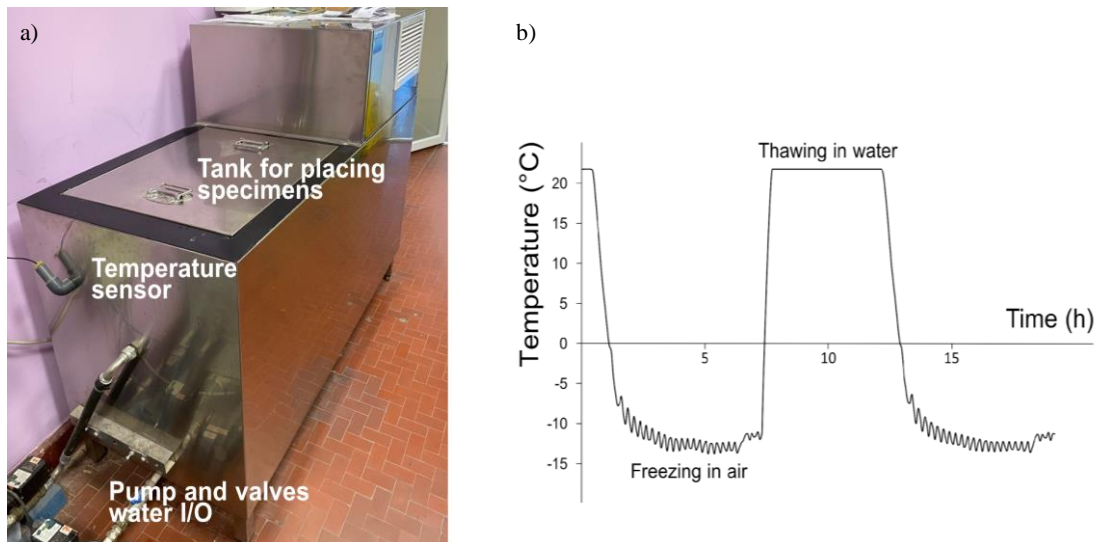 a)
Tank for placing
specimens
Temperature
sensor
Pump and valves
water I/O
b)
Thawing in water
Temperature (°C)
20
15
10
5
0
-5
-10
-15
5
10
15
Time (h)
Freezing in air